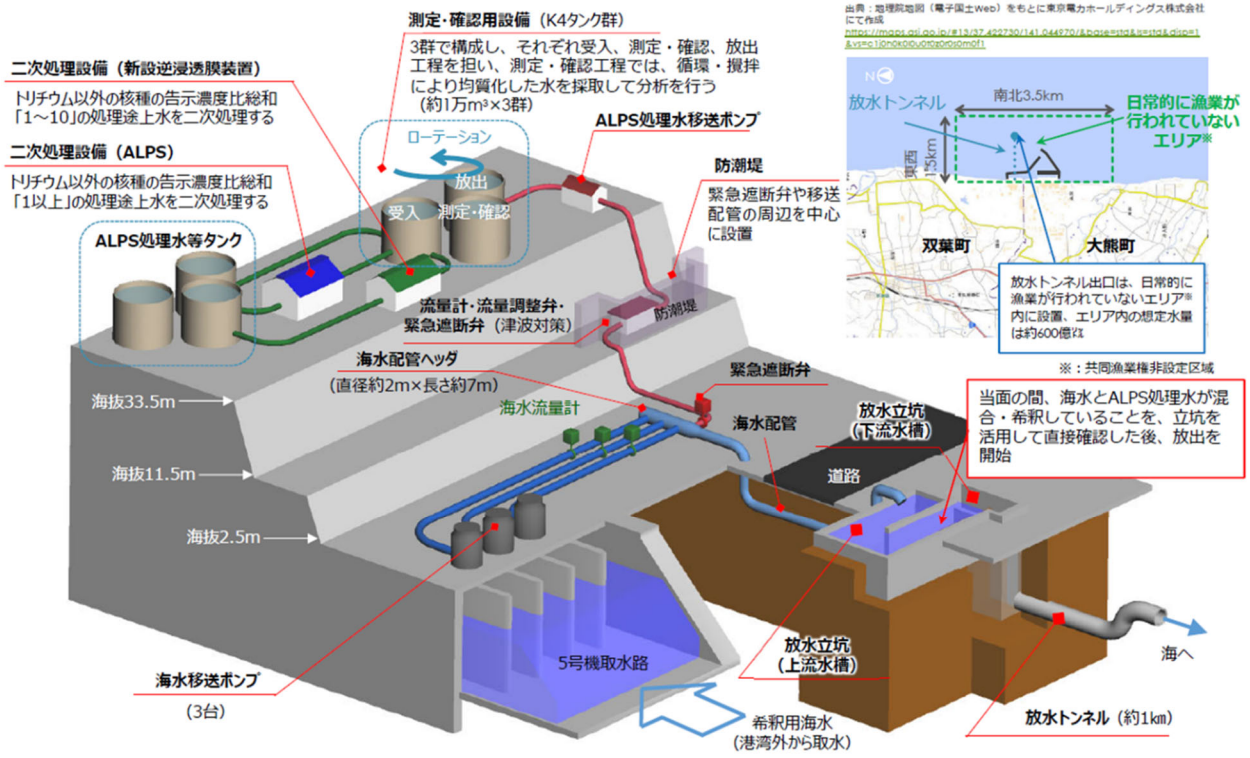 測定・確認用設備（K4タンク群）
3群で構成し、それぞれ受入、測定・確認、放出
工程を担い、測定・確認工程では、循環・攪拌
により均質化した水を採取して分析を行う
（約1万m³×3群）
二次処理設備（新設逆浸透膜装置）
トリチウム以外の核種の告示濃度比総和
「1～10」の処理途上水を二次処理する
二次処理設備（ALPS）
トリチウム以外の核種の告示濃度比総和
「1以上」の処理途上水を二次処理する
ALPS処理水等タンク
ローテーション
放出
受入
測定・確認
ALPS処理水移送ポンプ
防潮堤
緊急遮断弁や移送
配管の周辺を中心
に設置
防潮堤
流量計・流量調整弁・
緊急遮断弁（津波対策）
海水配管ヘッダ
（直径約2m×長さ約7m）
海水流量計
緊急遮断弁
海水配管
放水立坑
（下流水槽）
道路
海抜33.5m
海抜11.5m
海抜2.5m
5号機取水路
海水移送ポンプ
（3台）
希釈用海水
（港湾外から取水）
放水立坑
（上流水槽）
海へ
放水トンネル（約1km）
出典：地理院地図（電子国土Web）をもとに東京電力ホールディングス株式会社
にて作成
https://maps.gsi.go.jp/#13/37.422730/141.044970/&base=std&ls=std&disp=1
&vs=c1j0h0k0l0u0t0z0r0s0m0f1
N
南北3.5km
放水トンネル
日常的に漁業が
行われていない
エリア※
東西
1.5km
双葉町
大熊町
放水トンネル出口は、日常的に
漁業が行われていないエリア※
内に設置、エリア内の想定水量
は約600億㍑
※：共同漁業権非設定区域
当面の間、海水とALPS処理水が混
合・希釈していることを、立坑を
活用して直接確認した後、放出を
開始